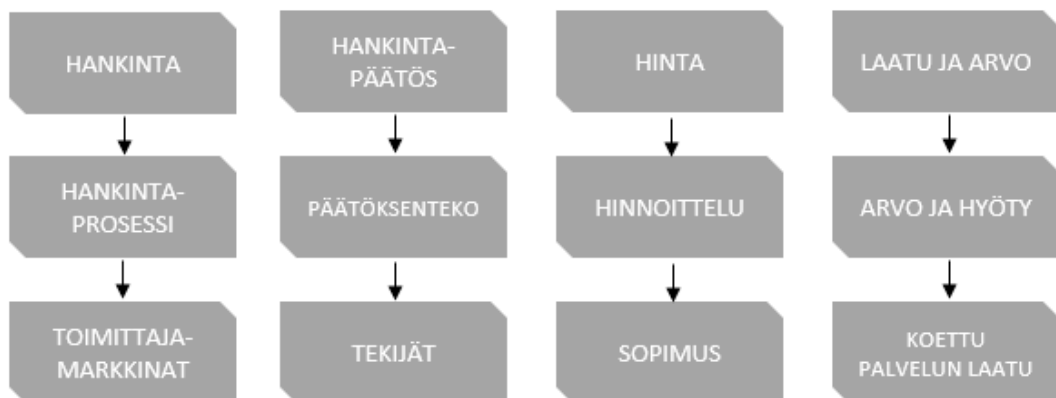 HANKINTA
HANKINTA-
PÄÄTÖS
HINTA
LAATU JA ARVO
HANKINTA-
PROSESSI
PÄÄTÖKSENTEKO
HINNOITTELU
ARVO JA HYÖTY
TOIMITTAJA-
MARKKINAT
TEKIJÄT
SOPIMUS
KOETTU
PALVELUN LAATU